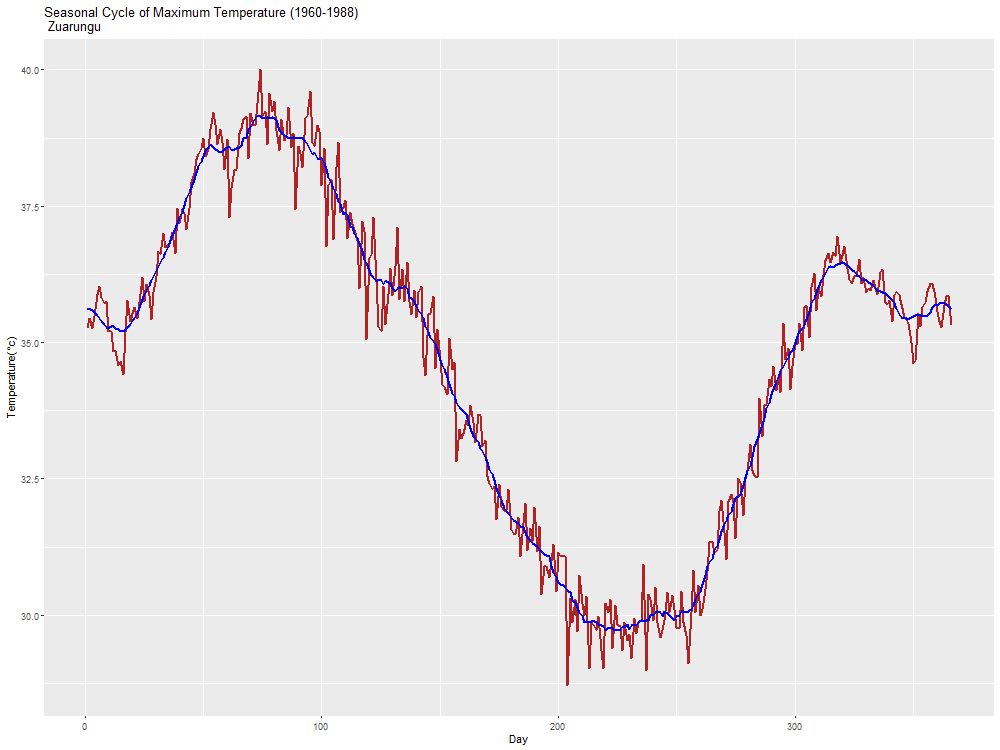 Seasonal Cycle of Maximum Temperature (1960-1988)
Zuarungu
40.0
37.5
35.0
32.5
30.0
Temperature(°c)
0
100
200
300
Day